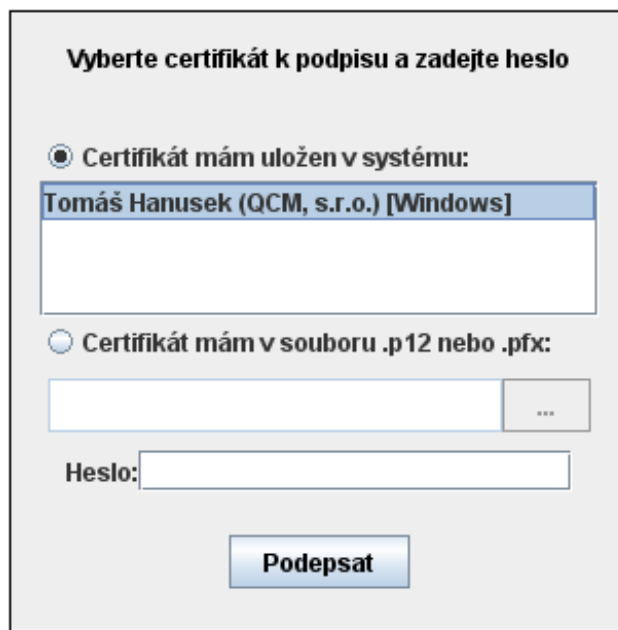 Vyberte certifikát k podpisu a zadejte heslo
Certifikát mám uložen v systému:
Tomáš Hanusek (QCM, s.r.o.) [Windows]
Certifikát mám v souboru .p12 nebo .pfx:
...
Heslo:
Podepsat